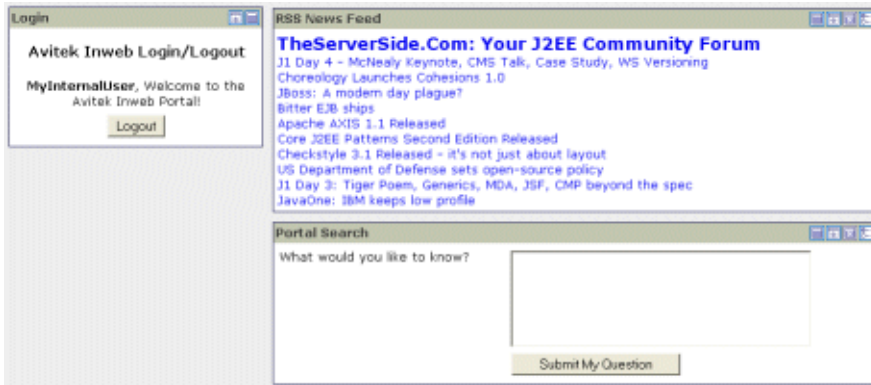 Login
Avitek Inweb Login/Logout
MyInternalUser, Welcome to the
Avitek Inweb Portal!
Logout
RSS News Feed
TheServerSide.Com: Your J2EE Community Forum
J1 Day 4 - McNealy Keynote, CMS Talk, Case Study, WS Versioning
Choreology Launches Cohesions 1.0
JBoss: A modern day plague?
Bitter EJB ships
Apache AXIS 1.1 Released
Core J2EE Patterns Second Edition Released
Checkstyle 3.1 Released - it's not just about layout
US Department of Defense sets open-source policy
J1 Day 3: Tiger Poem, Generics, MDA, JSF, CMP beyond the spec
JavaOne: IBM keeps low profile
Portal Search
What would you like to know?
Submit My Question